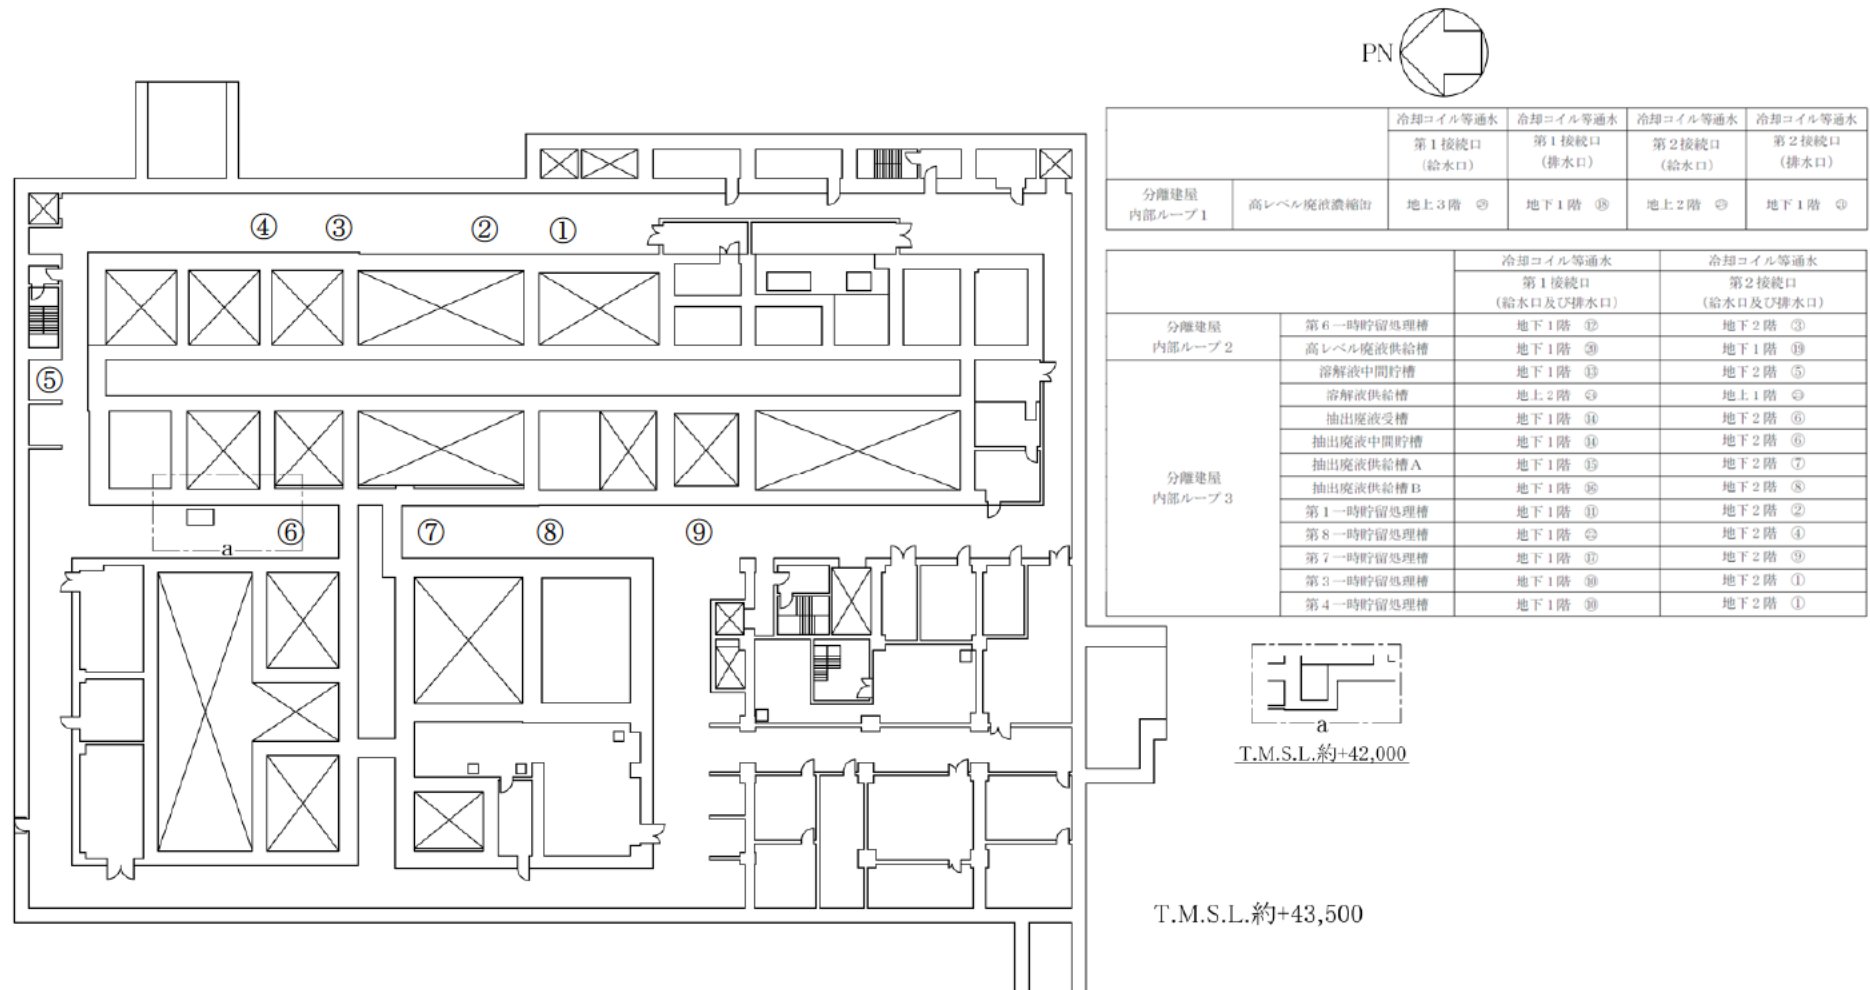 PN
冷却コイル等通水 冷却コイル等通水 冷却コイル等通水 冷却コイル等通水
第1接続口 第1接続口 第2接続口 第2接続口
(給水口) (排水口) (給水口) (排水口)
分離建屋
内部ループ1
高レベル廃液濃縮缶 地上3階 地下1階 ⑱ 地上2階 地下1階
冷却コイル等通水 冷却コイル等通水
第1接続口 第2接続口
(給水口及び排水口) (給水口及び排水口)
分離建屋
内部ループ2
第6一時貯留処理槽 地下1階 ⑫ 地下2階 ③
高レベル廃液供給槽 地下1階 ⑳ 地下1階 ⑲
分離建屋
内部ループ3
溶解液中間貯槽 地下1階 ⑬ 地下2階 ⑤
溶解液供給槽 地上2階 地上1階
抽出廃液受槽 地下1階 ⑭ 地下2階 ⑥
抽出廃液中間貯槽 地下1階 ⑭ 地下2階 ⑥
抽出廃液供給槽A 地下1階 ⑮ 地下2階 ⑦
抽出廃液供給槽B 地下1階 ⑯ 地下2階 ⑧
第1一時貯留処理槽 地下1階 ⑪ 地下2階 ②
第8一時貯留処理槽 地下1階 地下2階 ④
第7一時貯留処理槽 地下1階 ⑰ 地下2階 ⑨
第3一時貯留処理槽 地下1階 ⑩ 地下2階 ①
第4一時貯留処理槽 地下1階 ⑩ 地下2階 ①
④ ③ ② ①
⑤
⑥ ⑦ ⑧ ⑨
a
a
T.M.S.L.約+42,000
T.M.S.L.約+43,500